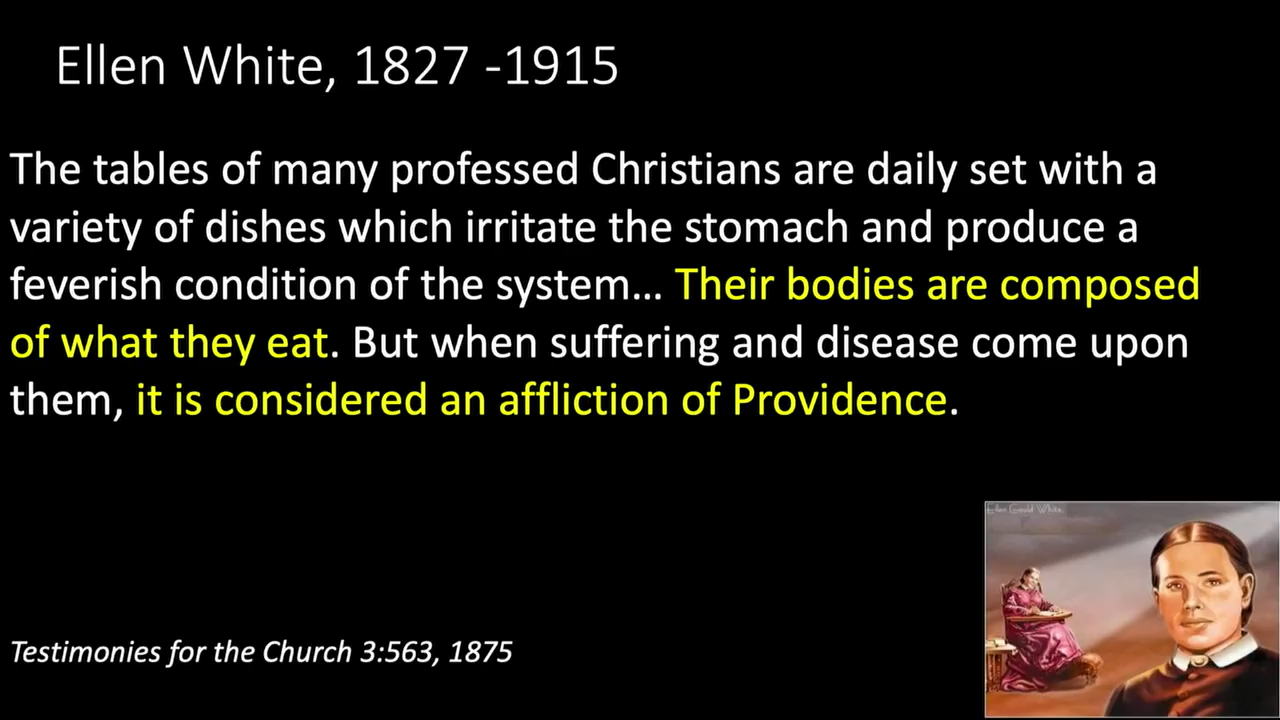 Ellen White, 1827 -1915
The tables of many professed Christians are daily set with a
variety of dishes which irritate the stomach and produce a
feverish condition of the system... Their bodies are composed
of what they eat. But when suffering and disease come upon
them, it is considered an affliction of Providence.
Ellen Gould White
Testimonies for the Church 3:563, 1875